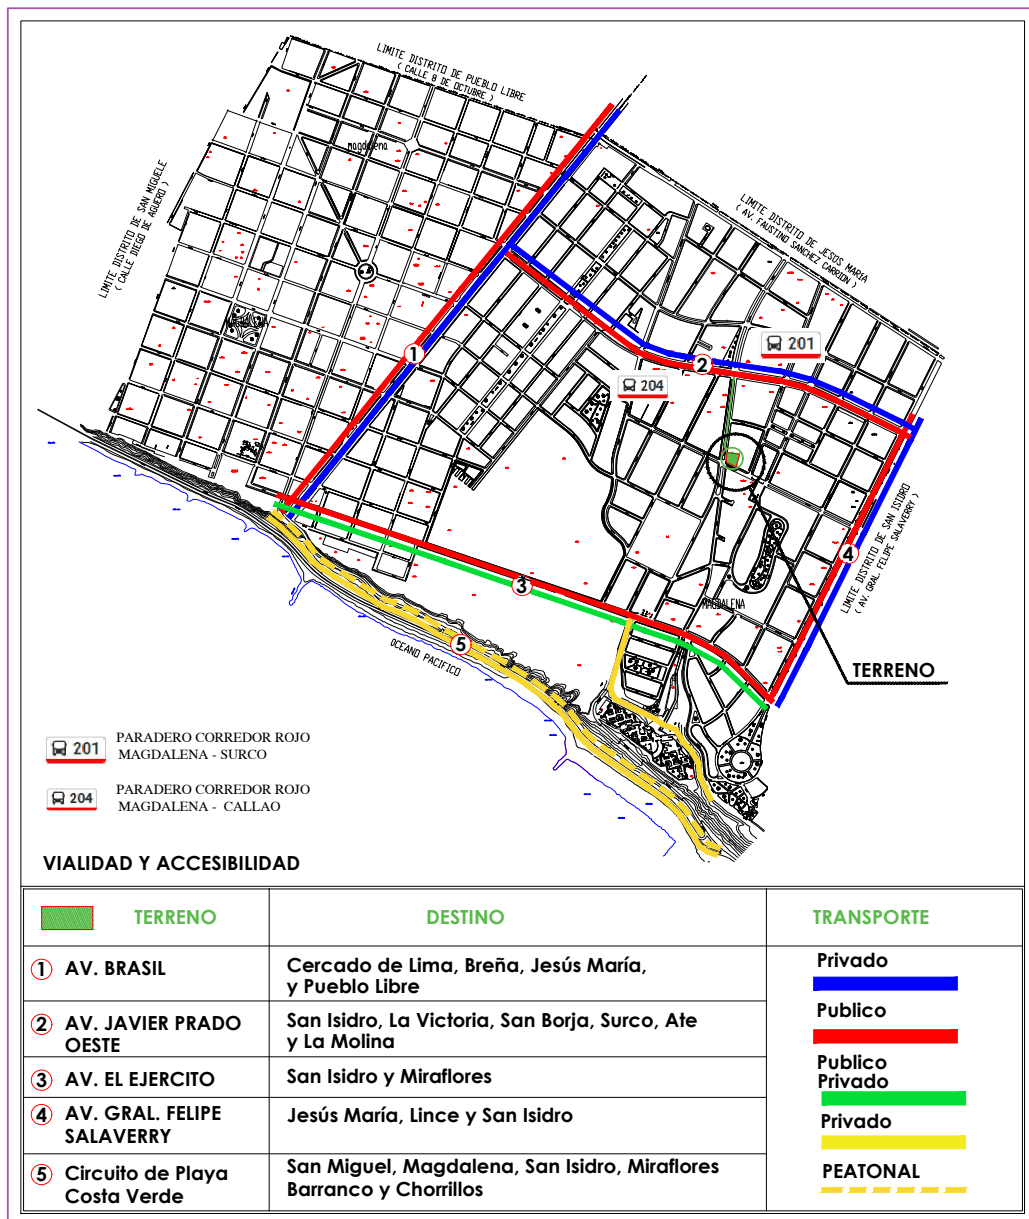 LIMITE DISTRITO DE PUEBLO LIBRE
( CALLE 8 DE OCTUBRE )
magdalena
LIMITE DISTRITO DE SAN MIGUELE
( CALLE DIEGO DE AGUERO )
LIMITE DISTRITO DE JESOS MARIA
( AV. FAUSTINO SANCHEZ CARRION )
1
2
201
204
LIMITE DISTRITO DE SAN ISIDRO
( AV. GRAL. FELIPE SALAVERRY )
4
3
MAGDALENA
5
OCEANO PACIFICO
TERRENO
201 PARADERO CORREDOR ROJO
MAGDALENA - SURCO
204 PARADERO CORREDOR ROJO
MAGDALENA - CALLAO
VIALIDAD Y ACCESIBILIDAD
TERRENO DESTINO TRANSPORTE
1 AV. BRASIL
Cercado de Lima, Breña, Jesús María,
y Pueblo Libre
2 AV. JAVIER PRADO
OESTE
San Isidro, La Victoria, San Borja, Surco, Ate
y La Molina
3 AV. EL EJERCITO
San Isidro y Miraflores
4 AV. GRAL. FELIPE
SALAVERRY
Jesús María, Lince y San Isidro
5 Circuito de Playa
Costa Verde
San Miguel, Magdalena, San Isidro, Miraflores
Barranco y Chorrillos
Privado
Publico
Publico
Privado
Privado
PEATONAL